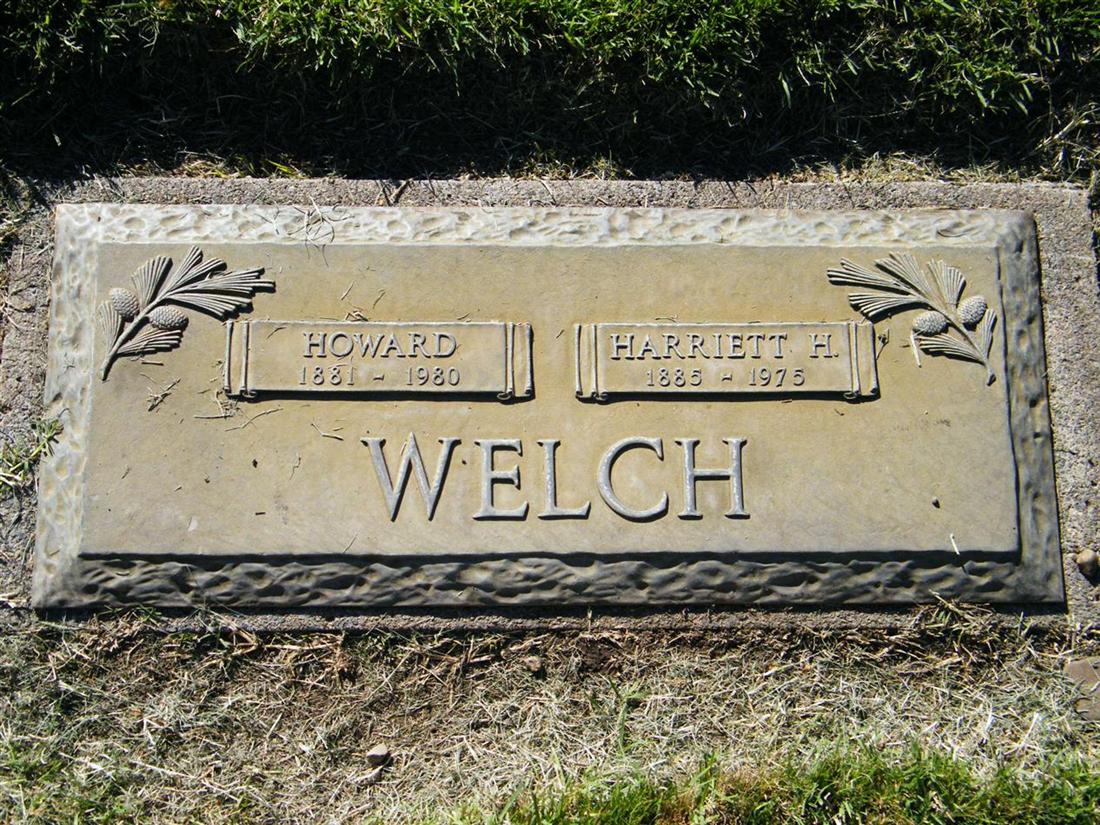 HOWARD
1881 - 1980
HARRIETT H.
1885 - 1975
WELCH